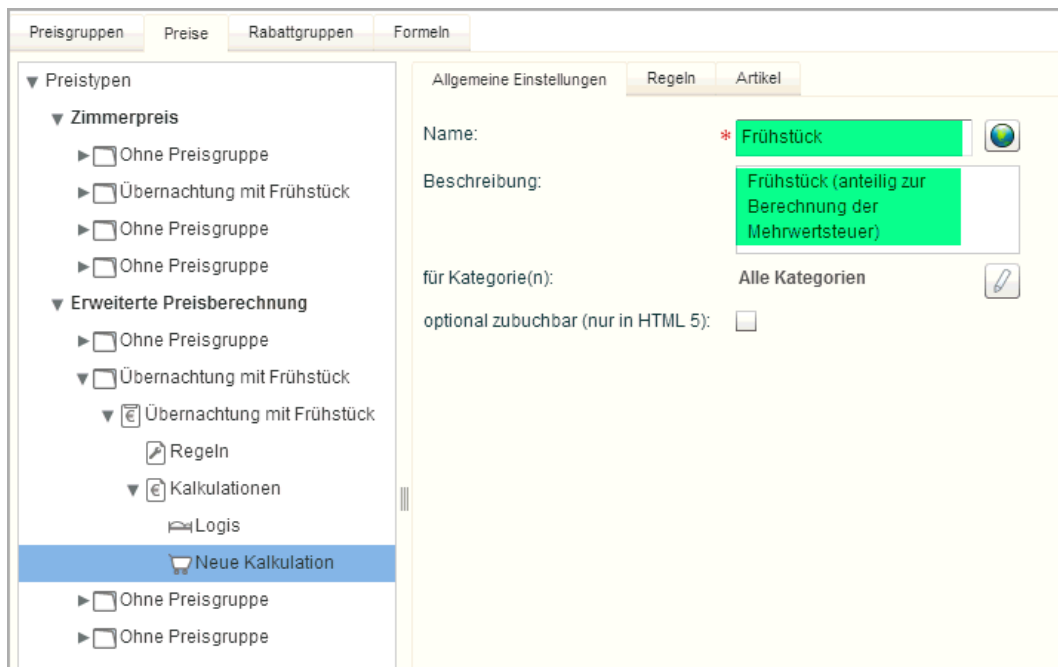 Preisgruppen
Preise
Rabattgruppen
Formeln
Preistypen
Zimmerpreis
Ohne Preisgruppe
Übernachtung mit Frühstück
Ohne Preisgruppe
Ohne Preisgruppe
Erweiterte Preisberechnung
Ohne Preisgruppe
Übernachtung mit Frühstück
Übernachtung mit Frühstück
Regeln
Kalkulationen
Logis
Neue Kalkulation
Ohne Preisgruppe
Ohne Preisgruppe
Allgemeine Einstellungen
Regeln
Artikel
Name:
* Frühstück
Beschreibung:
Frühstück (anteilig zur
Berechnung der
Mehrwertsteuer)
für Kategorie(n):
Alle Kategorien
optional zubuchbar (nur in HTML 5):